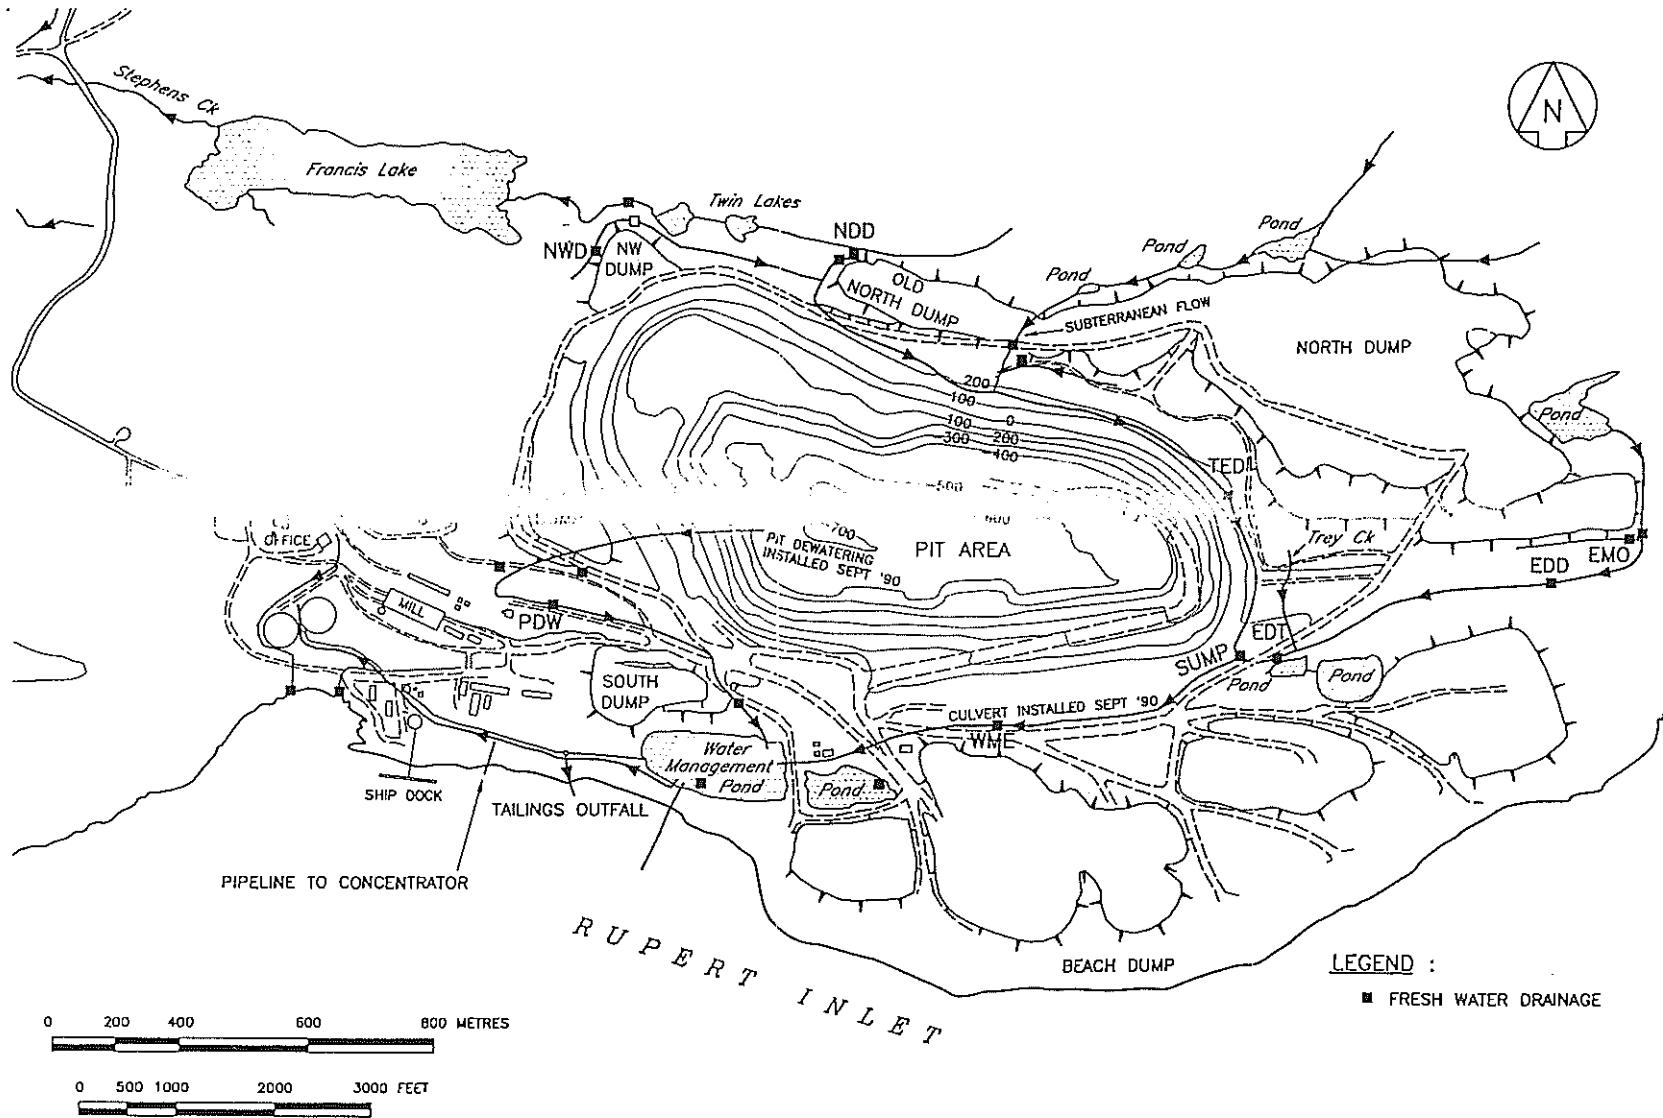 Stephens Ck
Francis Lake
N
Twin Lakes
NDD
Pond
Pond
Pond
NWD
NW
DUMP
OLD
NORTH DUMP
SUBTERRANEAN FLOW
NORTH DUMP
200
100
0
100
200
300
-400
-500
Pond
TED
-700
PIT DEWATERING
INSTALLED SEPT '90
PIT AREA
Trey Ck
OFFICE
EMO
EDD
MILL
PDW
EDT
SUMP
SOUTH
DUMP
Pond
Pond
CULVERT INSTALLED SEPT '90
WME
Water
Management
Pond
Pond
SHIP DOCK
TAILINGS OUTFALL
PIPELINE TO CONCENTRATOR
RUPERT INLET
BEACH DUMP
LEGEND :
FRESH WATER DRAINAGE
0 200 400 600 800 METRES
0 500 1000 2000 3000 FEET